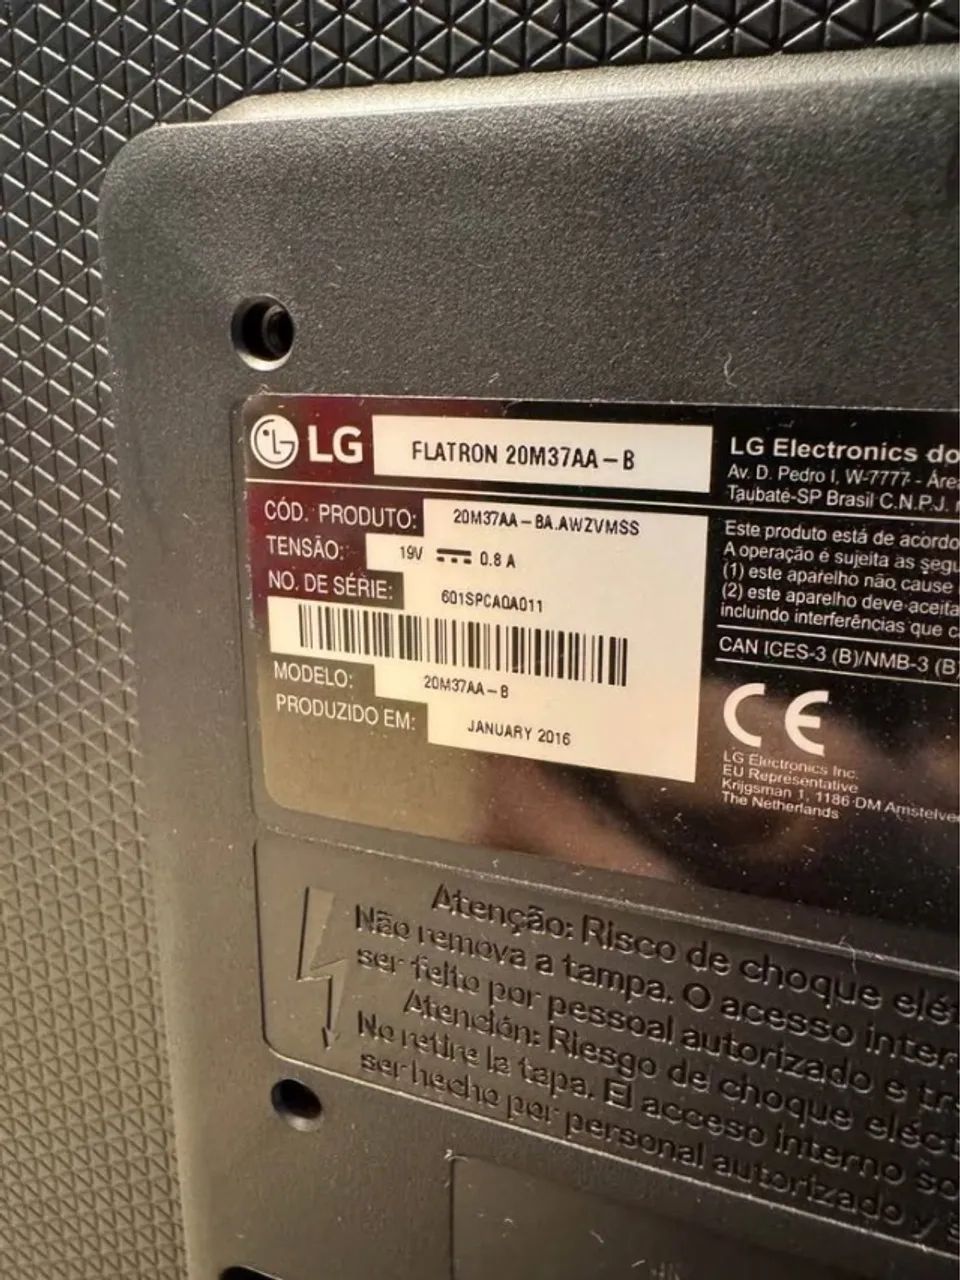 LG
FLATRON 20M37AA-B
CÓD. PRODUTO: 20M37AA-BA.AWZVMSS
TENSÃO: 19V 0.8 A
NO. DE SÉRIE: 601SPCA0A011
MODELO: 20M37AA-B
PRODUZIDO EM: JANUARY 2016
LG Electronics do
Av. D. Pedro I, W-7777 - Área
Taubaté-SP Brasil C.N.P.J.
Este produto está de acordo
A operação é sujeita as segu
(1) este aparelho não cause
(2) este aparelho deve aceita
incluindo interferências que c
CAN ICES-3 (B)/NMB-3 (B)
CE
LG Electronics Inc.
EU Representative
Krijgsman 1, 1186 DM Amstelvee
The Netherlands
Atenção: Risco de choque elé
Não remova a tampa. O acesso inter
ser feito por pessoal autorizado e tr
Atención: Riesgo de choque eléct
No retire la tapa. El acceso interno so
ser hecho por personal autorizado y